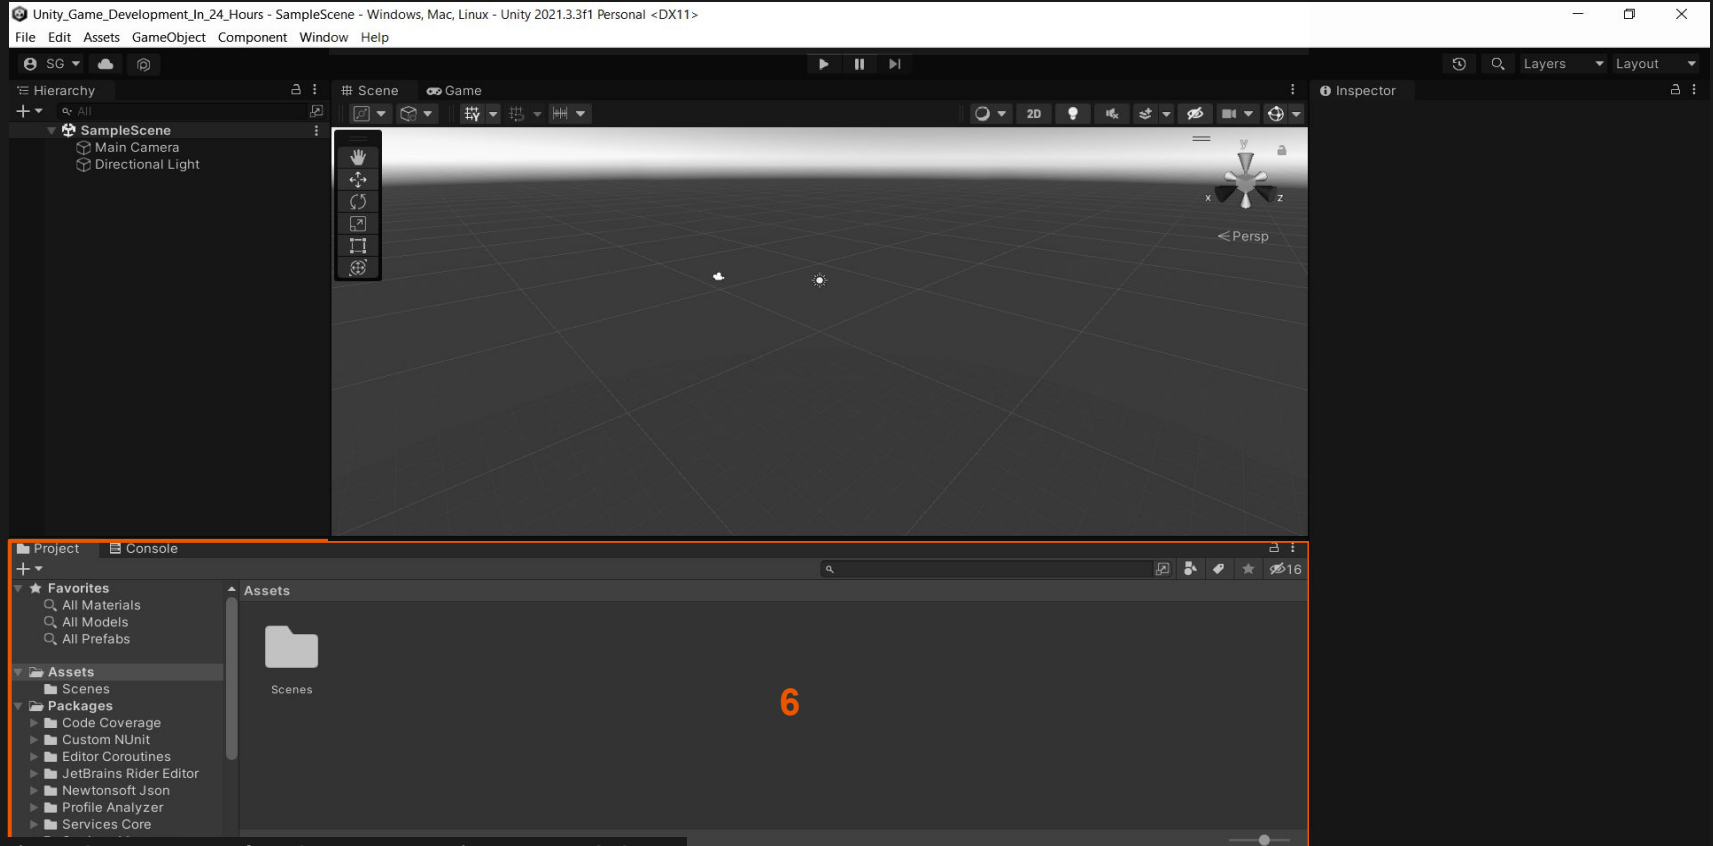 Unity_Game_Development_In_24_Hours - SampleScene - Windows, Mac, Linux - Unity 2021.3.3f1 Personal <DX11>
File Edit Assets GameObject Component Window Help
SG Layers Layout
Hierarchy
All
SampleScene
Main Camera
Directional Light
Scene Game
2D
y
x z
Persp
Inspector
Project Console
16
Favorites
All Materials
All Models
All Prefabs
Assets
Scenes
Packages
Code Coverage
Custom NUnit
Editor Coroutines
JetBrains Rider Editor
Newtonsoft Json
Profile Analyzer
Services Core
Assets
Scenes
6